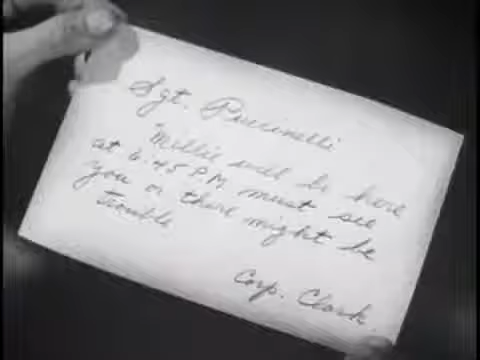 Sgt. Puccinelli
Millie will be here
at 6:45 P.M must see
you or there might be
trouble
Corp. Clark.